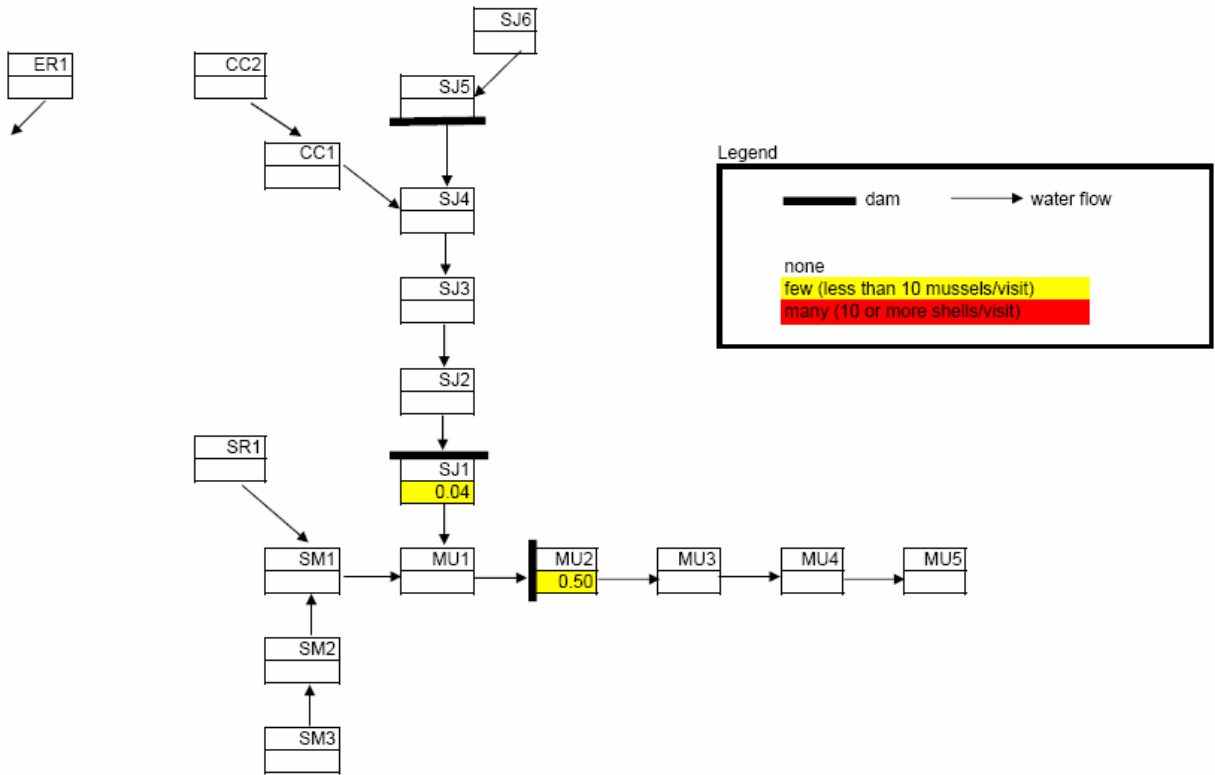 SJ6
ER1
CC2
SJ5
CC1
Legend
SJ4
dam
water flow
none
few (less than 10 mussels/visit)
many (10 or more shells/visit)
SJ3
SJ2
SR1
SJ1
0.04
SM1
MU1
MU2
0.50
MU3
MU4
MU5
SM2
SM3